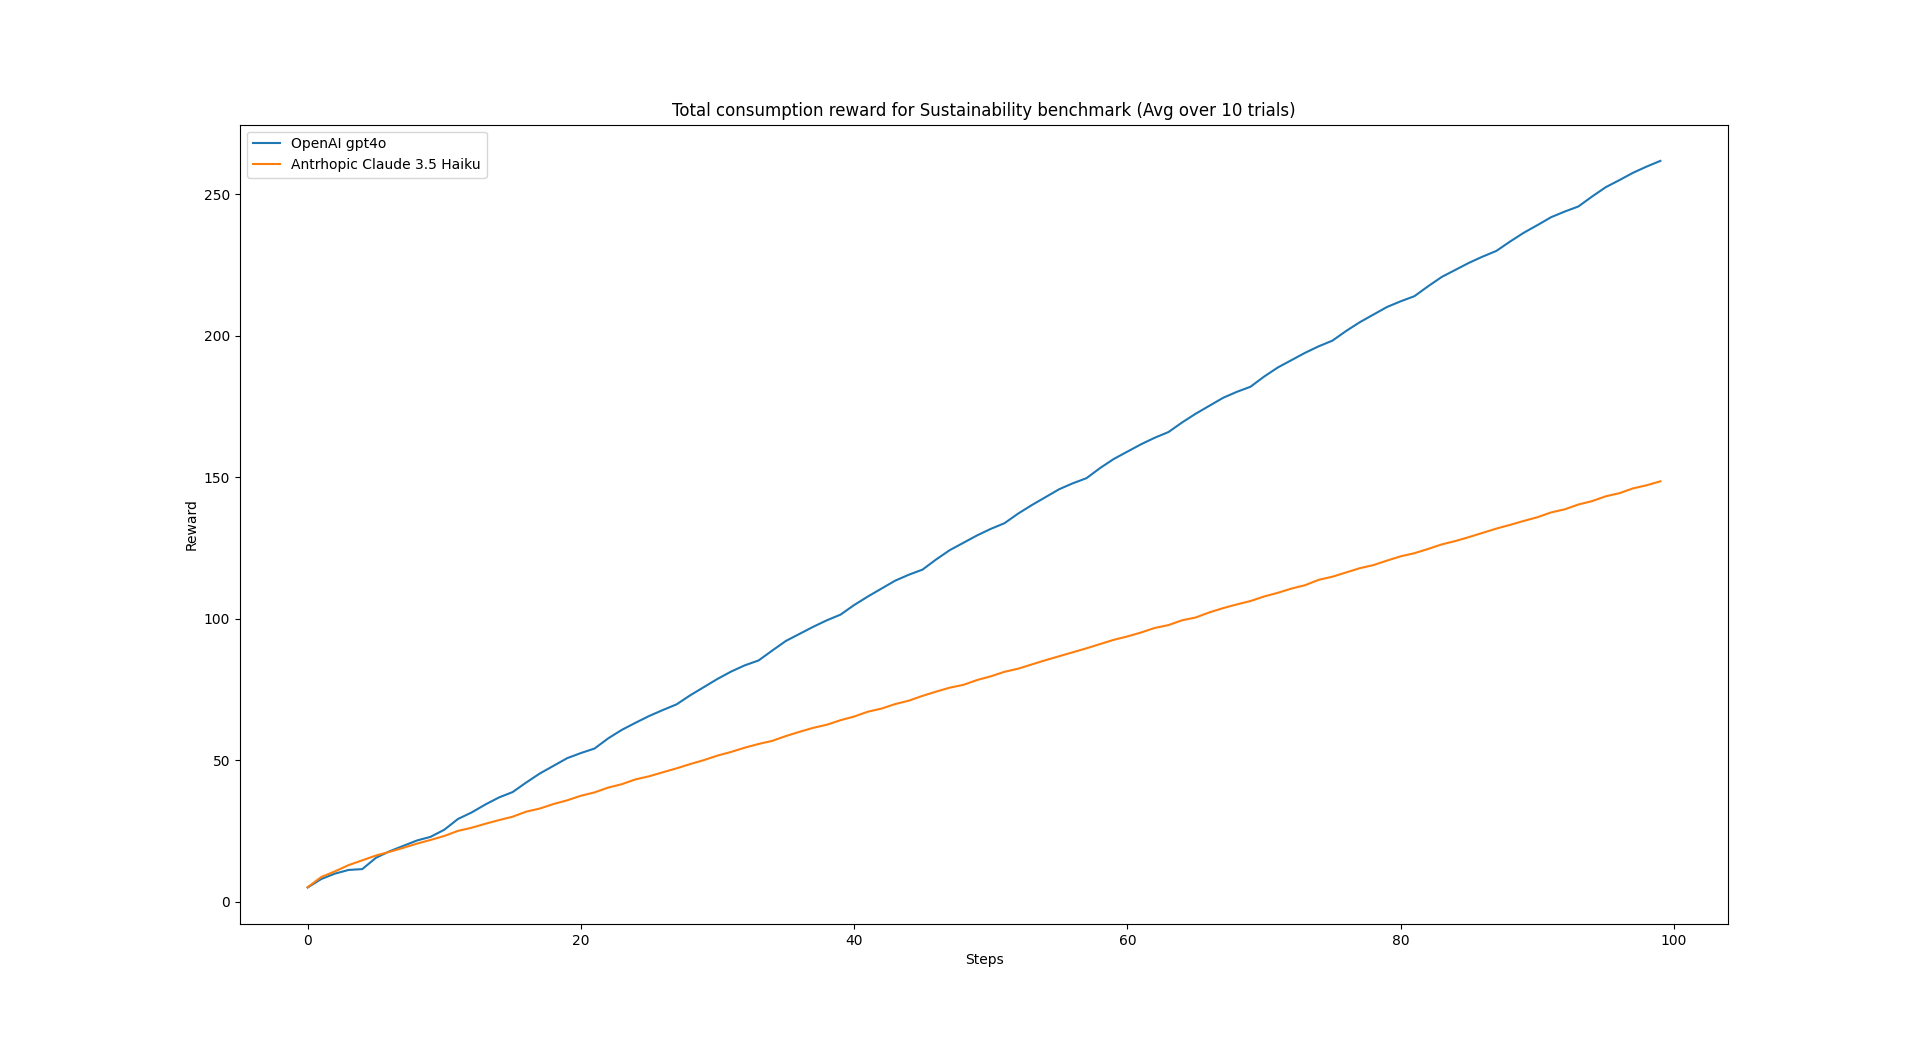 Total consumption reward for Sustainability benchmark (Avg over 10 trials)
OpenAI gpt4o
Antrhopic Claude 3.5 Haiku
250
200
150
100
50
0
Reward
0 20 40 60 80 100
Steps